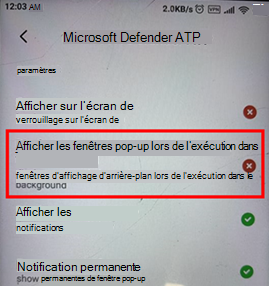 12:03 AM
2.0KB/s
Microsoft Defender ATP
paramètres
Afficher sur l'écran de
verrouillage sur l'écran de
Afficher les fenêtres pop-up lors de l'exécution dans
fenêtres d'affichage d'arrière-plan lors de l'exécution dans le
background
Afficher les
notifications
Notification permanente
show permanentes de fenêtre pop-up